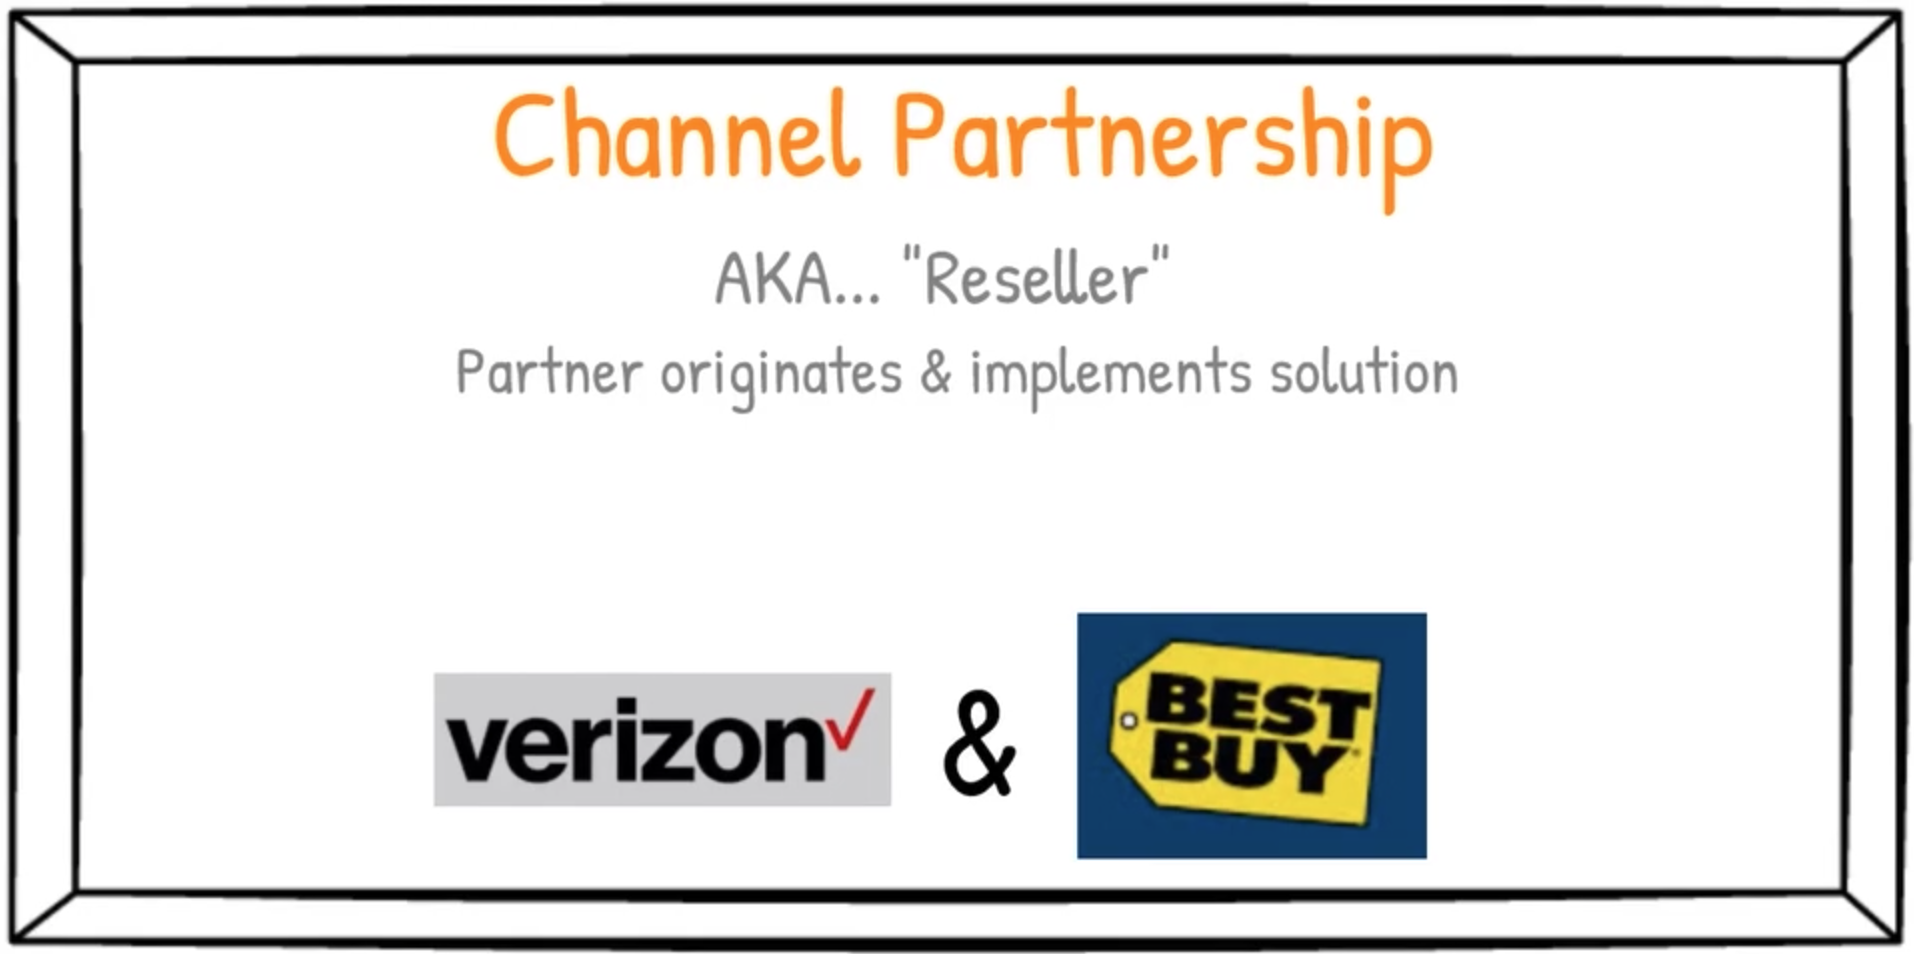 Channel Partnership
AKA... "Reseller"
Partner originates & implements solution
verizon✓ & BEST BUY